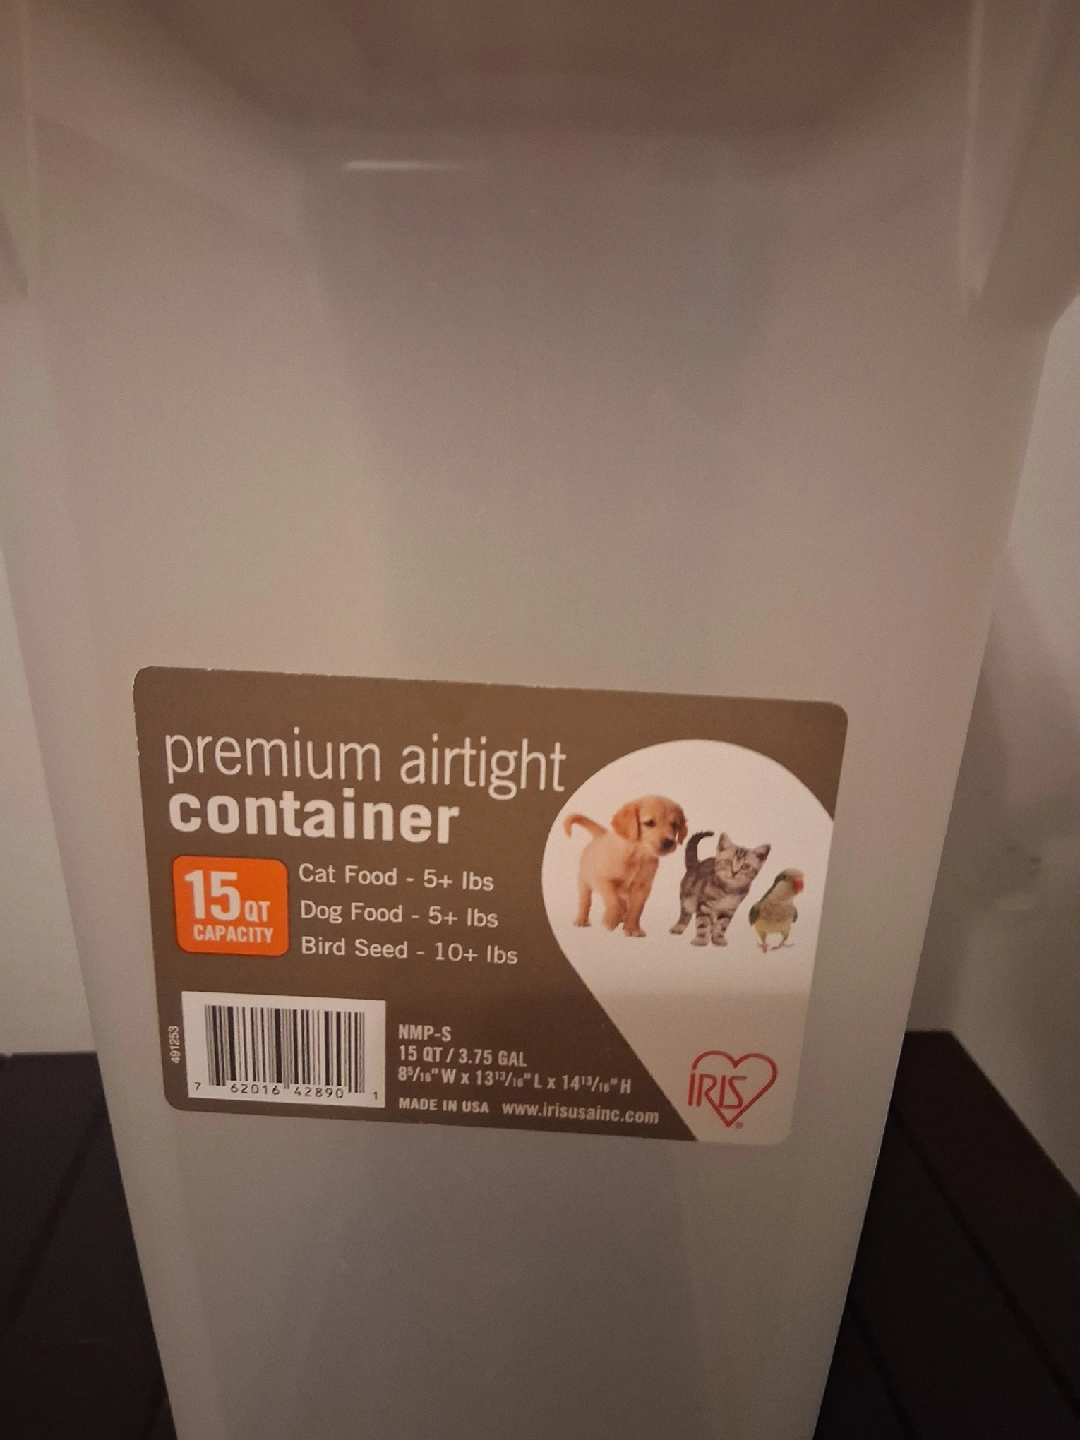 premium airtight
container
15 QT
CAPACITY
Cat Food - 5+ lbs
Dog Food - 5+ lbs
Bird Seed - 10+ lbs
491253
7 62016 42890 1
NMP-S
15 QT / 3.75 GAL
8⁵/₁₆" W x 13¹³/₁₆" L x 14¹³/₁₆" H
MADE IN USA www.irisusainc.com
IRIS®